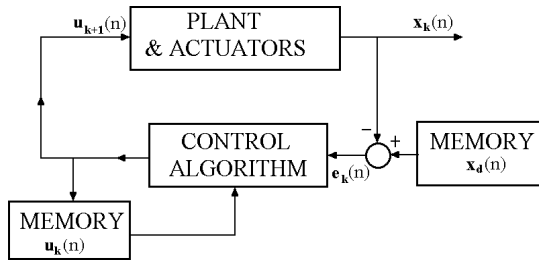 u_{k+1}(n)
PLANT
& ACTUATORS
x_k(n)
−
+
CONTROL
ALGORITHM
e_k(n)
MEMORY
x_d(n)
MEMORY
u_k(n)